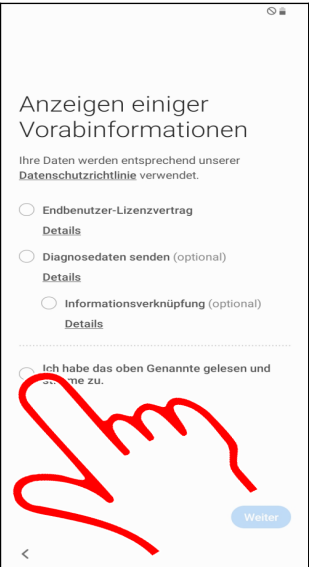 Anzeigen einiger
Vorabinformationen
Ihre Daten werden entsprechend unserer
Datenschutzrichtlinie verwendet.
Endbenutzer-Lizenzvertrag
Details
Diagnosedaten senden (optional)
Details
Informationsverknüpfung (optional)
Details
Ich habe das oben Genannte gelesen und
zu.
Weiter